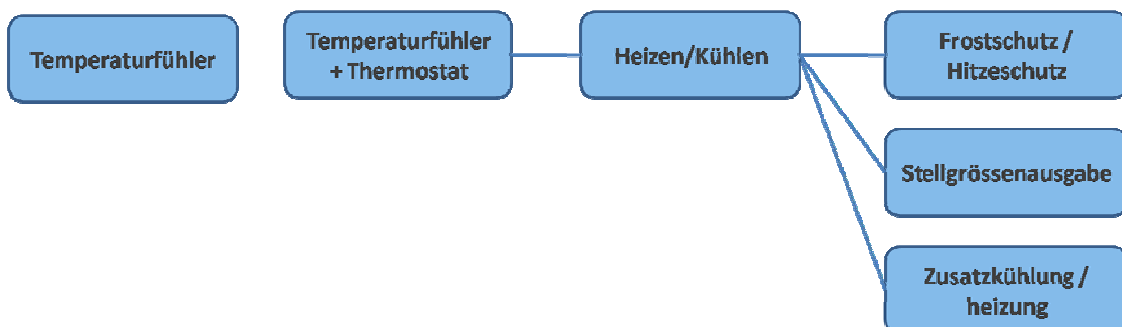 Temperaturfühler
Temperaturfühler
+ Thermostat
Heizen/Kühlen
Frostschutz /
Hitzeschutz
Stellgrössenausgabe
Zusatzkühlung /
heizung